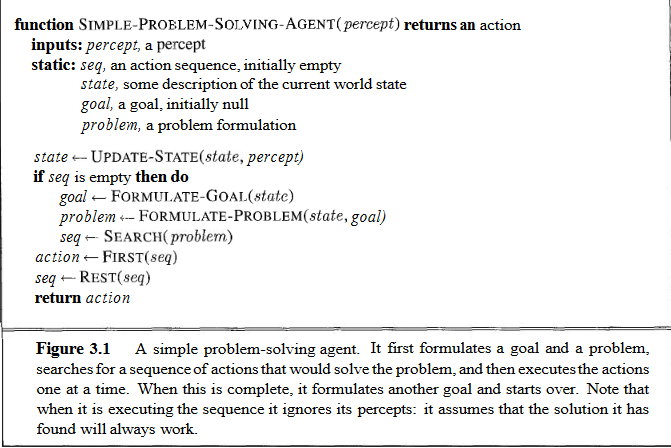 function SIMPLE-PROBLEM-SOLVING-AGENT(percept) returns an action
inputs: percept, a percept
static: seq, an action sequence, initially empty
state, some description of the current world state
goal, a goal, initially null
problem, a problem formulation
state ← UPDATE-STATE(state, percept)
if seq is empty then do
goal ← FORMULATE-GOAL(state)
problem ← FORMULATE-PROBLEM(state, goal)
seq ← SEARCH(problem)
action ← FIRST(seq)
seq ← REST(seq)
return action
Figure 3.1 A simple problem-solving agent. It first formulates a goal and a problem,
searches for a sequence of actions that would solve the problem, and then executes the actions
one at a time. When this is complete, it formulates another goal and starts over. Note that
when it is executing the sequence it ignores its percepts: it assumes that the solution it has
found will always work.